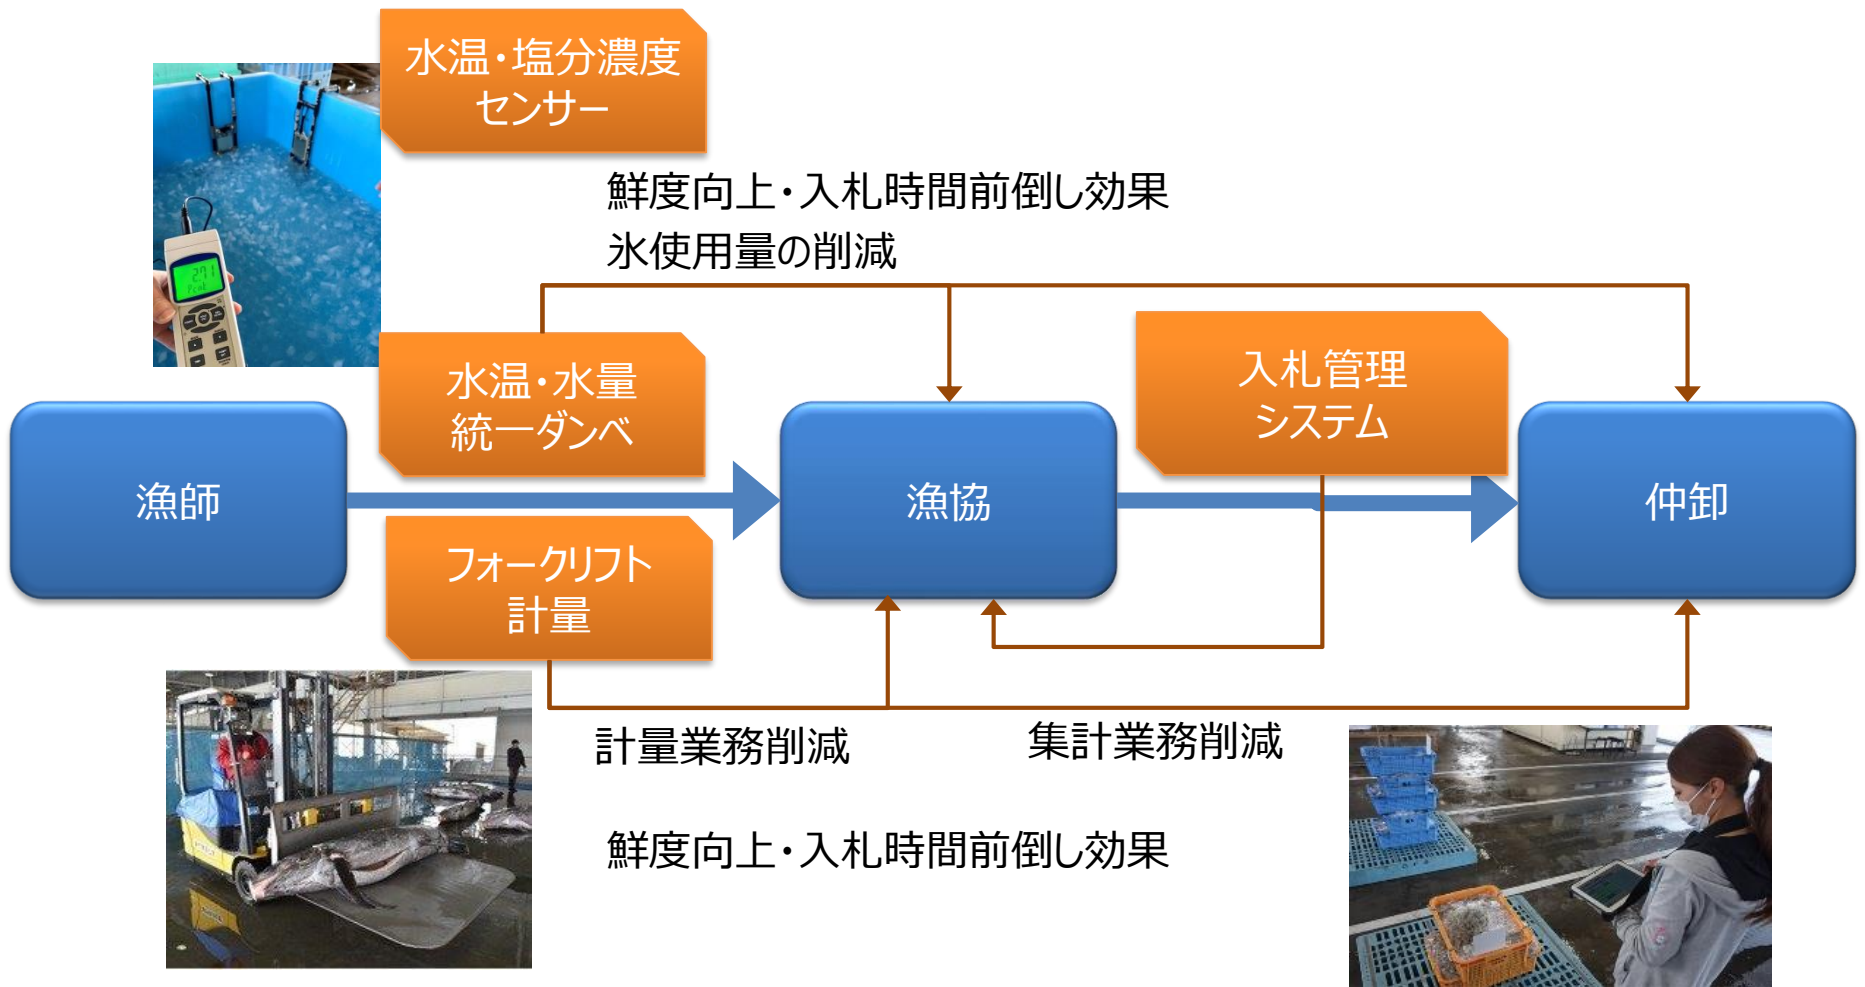 水温・塩分濃度
センサー
鮮度向上・入札時間前倒し効果
氷使用量の削減
水温・水量
統一ダンベ
入札管理
システム
漁師
漁協
仲卸
フォークリフト
計量
計量業務削減
集計業務削減
鮮度向上・入札時間前倒し効果